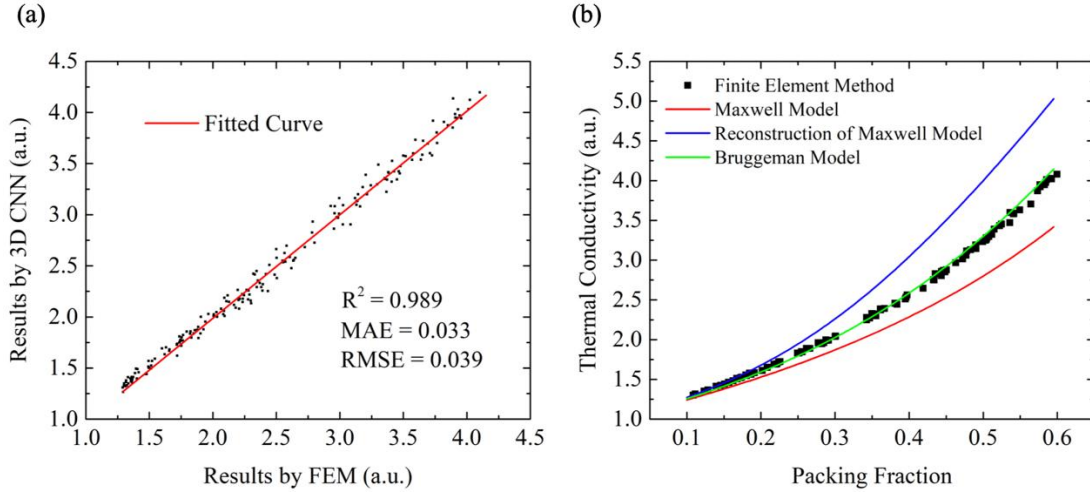 (a)
4.5
4.0
3.5
3.0
2.5
2.0
1.5
1.0
Results by 3D CNN (a.u.)
Fitted Curve
R² = 0.989
MAE = 0.033
RMSE = 0.039
1.0 1.5 2.0 2.5 3.0 3.5 4.0 4.5
Results by FEM (a.u.)
(b)
5.5
5.0
4.5
4.0
3.5
3.0
2.5
2.0
1.5
1.0
Thermal Conductivity (a.u.)
Finite Element Method
Maxwell Model
Reconstruction of Maxwell Model
Bruggeman Model
0.1 0.2 0.3 0.4 0.5 0.6
Packing Fraction